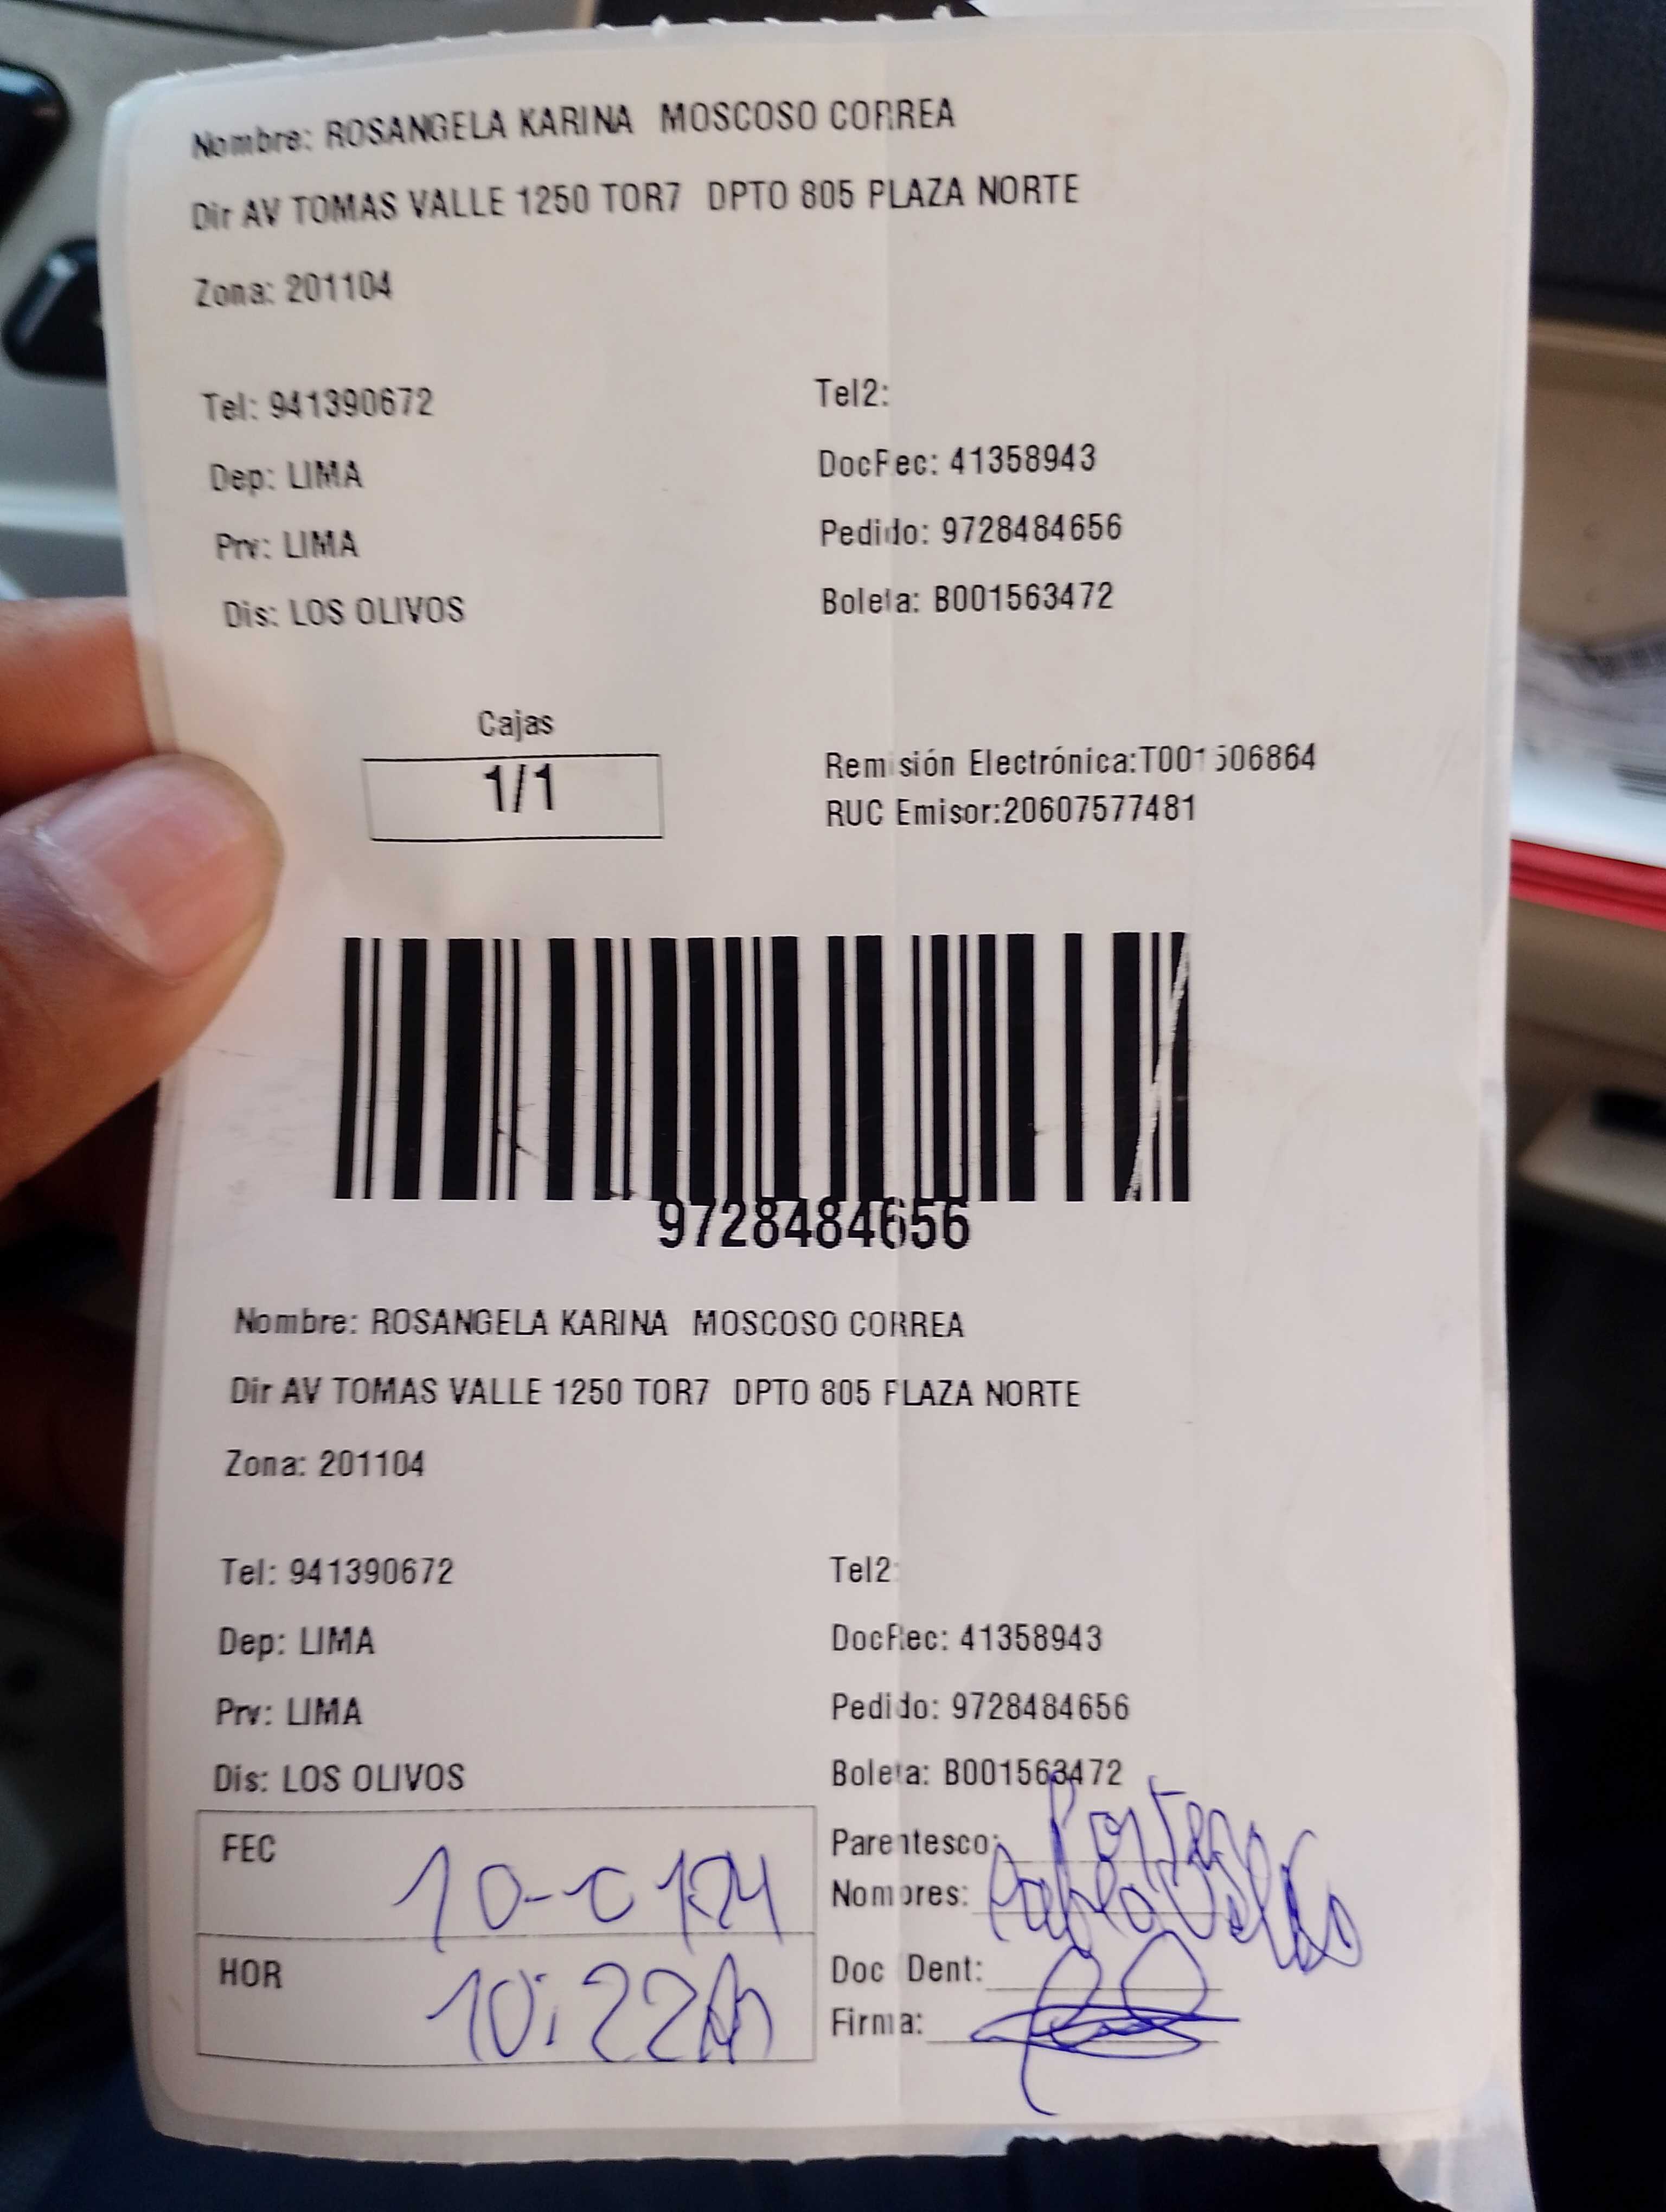 Nombre: ROSANGELA KARINA MOSCOSO CORREA
Dir AV TOMAS VALLE 1250 TOR7 DPTO 805 PLAZA NORTE
Zona: 201104
Tel: 941390672 Tel2:
Dep: LIMA DocRec: 41358943
Prv: LIMA Pedido: 9728484656
Dis: LOS OLIVOS Boleta: B001563472
Cajas
1/1
Remisión Electrónica:T001506864
RUC Emisor:20607577481
9728484656
Nombre: ROSANGELA KARINA MOSCOSO CORREA
Dir AV TOMAS VALLE 1250 TOR7 DPTO 805 PLAZA NORTE
Zona: 201104
Tel: 941390672 Tel2:
Dep: LIMA DocRec: 41358943
Prv: LIMA Pedido: 9728484656
Dis: LOS OLIVOS Boleta: B001563472
FEC
Parentesco:
Nombres:
HOR 10:22
Doc Dent:
Firma: